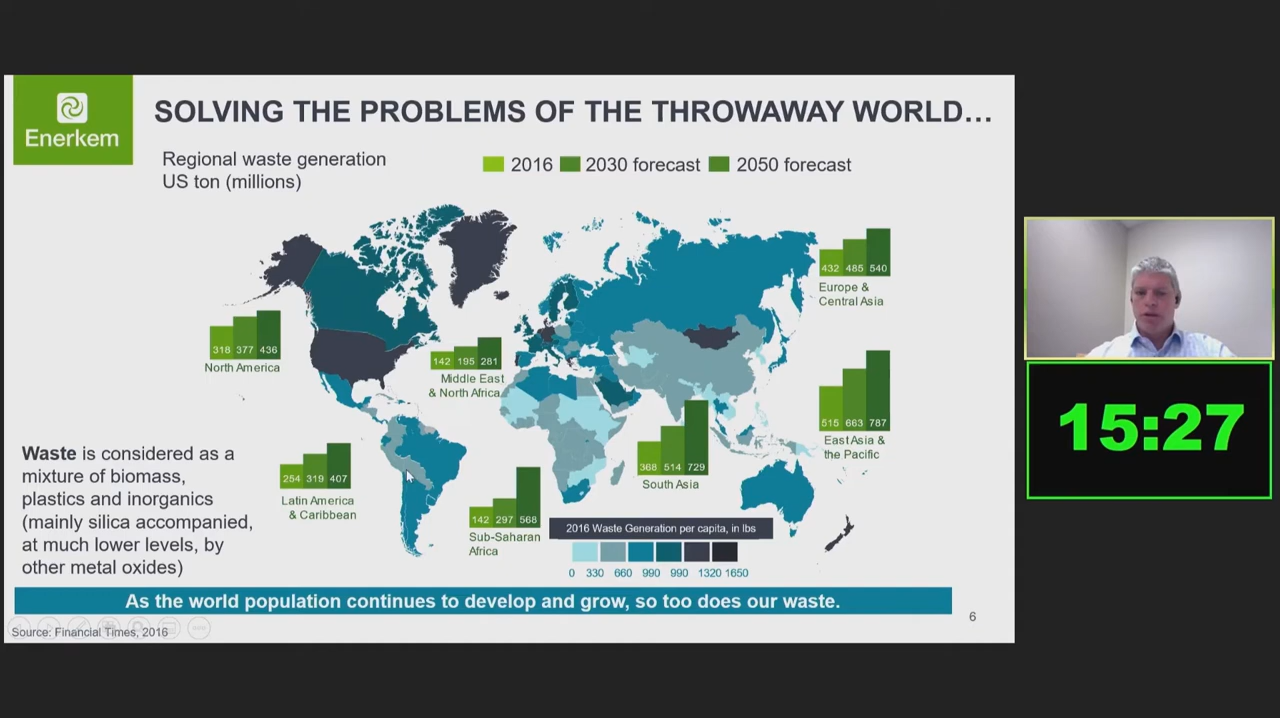 Enerkem
SOLVING THE PROBLEMS OF THE THROWAWAY WORLD…
Regional waste generation
US ton (millions)
2016 2030 forecast 2050 forecast
432 485 540
Europe &
Central Asia
318 377 436
North America
142 195 281
Middle East
& North Africa
515 663 787
East Asia &
the Pacific
368 514 729
South Asia
254 319 407
Latin America
& Caribbean
142 297 568
Sub-Saharan
Africa
Waste is considered as a
mixture of biomass,
plastics and inorganics
(mainly silica accompanied,
at much lower levels, by
other metal oxides)
2016 Waste Generation per capita, in lbs
0 330 660 990 990 1320 1650
As the world population continues to develop and grow, so too does our waste.
Source: Financial Times, 2016
6
15:27